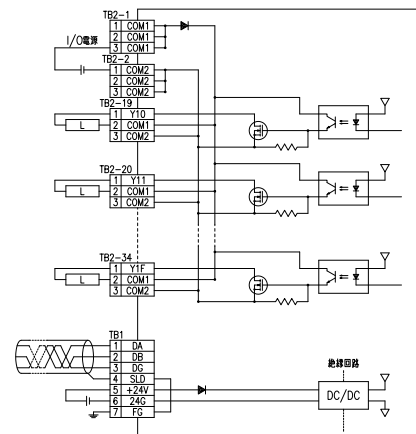 TB2-1
1 COM1
2 COM1
3 COM1
I/O電源
TB2-2
1 COM2
2 COM2
3 COM2
TB2-19
1 Y10
2 COM1
3 COM2
L
TB2-20
1 Y11
2 COM1
3 COM2
L
TB2-34
1 Y1F
2 COM1
3 COM2
L
TB1
1 DA
2 DB
3 DG
4 SLD
5 +24V
6 24G
7 FG
絶縁回路
DC/DC